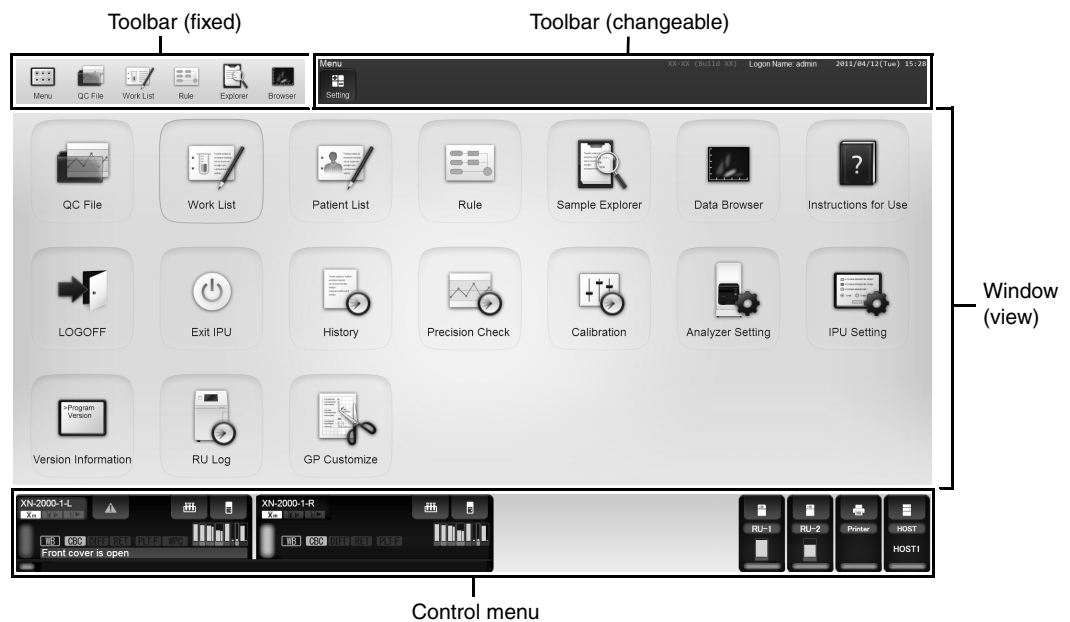 Toolbar (fixed)
Toolbar (changeable)
Menu
QC File
Work List
Rule
Explorer
Browser
Menu
XX-XX (Build XX)
Logon Name: admin
2011/04/12(Tue) 15:28
Setting
QC File
Work List
Patient List
Rule
Sample Explorer
Data Browser
Instructions for Use
LOGOFF
Exit IPU
History
Precision Check
Calibration
Analyzer Setting
IPU Setting
>Program
Version
Version Information
RU Log
GP Customize
Window
(view)
XN-2000-1-L
Xm
WB CBC DIFF RET PLT-F WPC
Front cover is open
XN-2000-1-R
Xm
WB CBC DIFF RET PLT-F
RU-1
RU-2
Printer
HOST
HOST1
Control menu